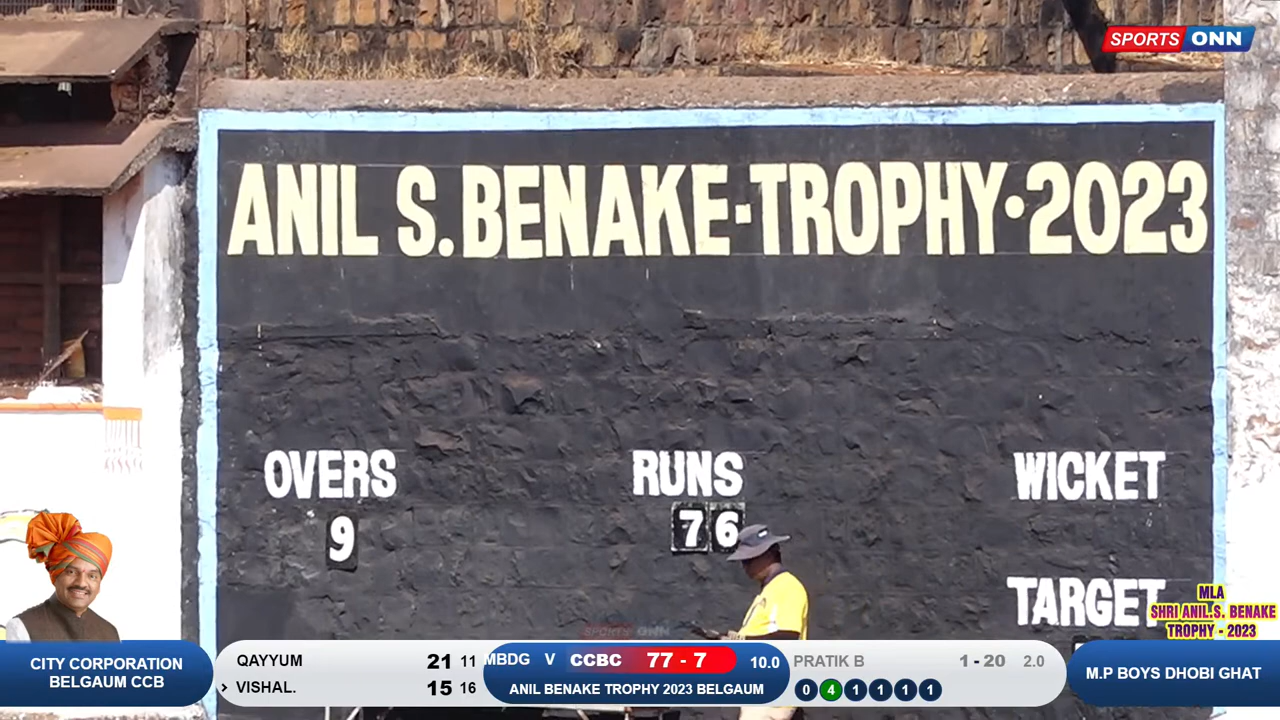 SPORTS ONN
ANIL S. BENAKE-TROPHY·2023
OVERS RUNS WICKET
9 76
TARGET
MLA
SHRI ANIL.S. BENAKE
TROPHY - 2023
SPORTS ONN
CITY CORPORATION
BELGAUM CCB
QAYYUM 21 11
› VISHAL. 15 16
MBDG V CCBC 77 - 7 10.0
ANIL BENAKE TROPHY 2023 BELGAUM
PRATIK B 1 - 20 2.0
0 4 1 1 1 1
M.P BOYS DHOBI GHAT